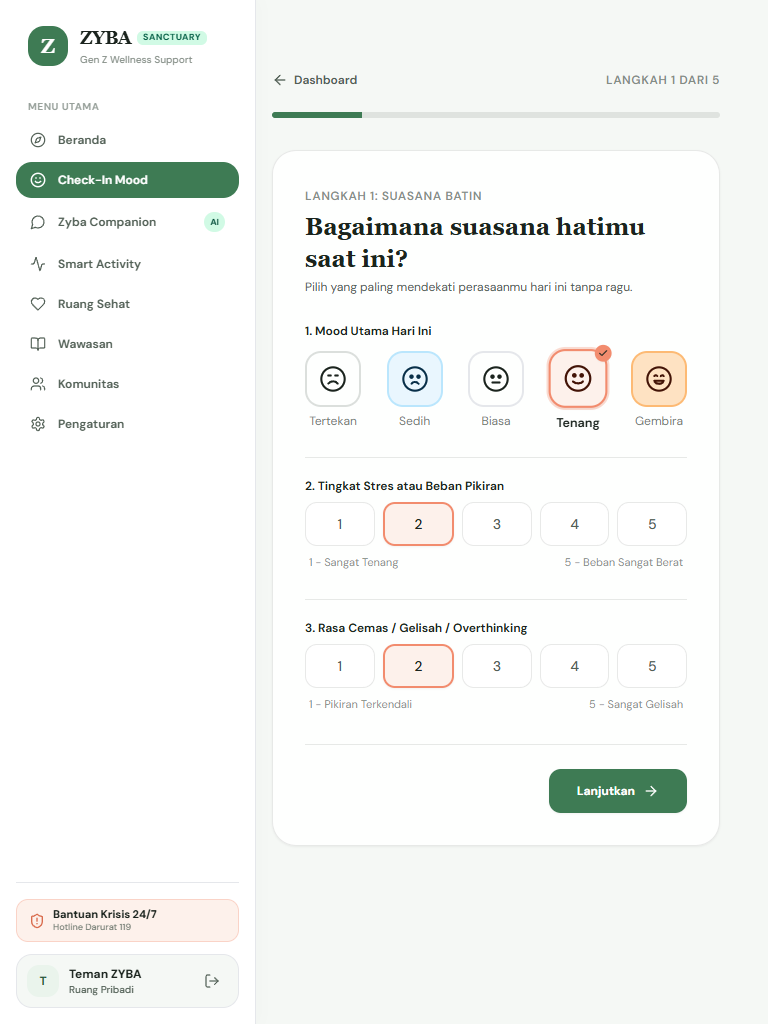 Z
ZYBA SANCTUARY
Gen Z Wellness Support
MENU UTAMA
Beranda
Check-In Mood
Zyba Companion AI
Smart Activity
Ruang Sehat
Wawasan
Komunitas
Pengaturan
Bantuan Krisis 24/7
Hotline Darurat 119
T
Teman ZYBA
Ruang Pribadi
Dashboard
LANGKAH 1 DARI 5
LANGKAH 1: SUASANA BATIN
Bagaimana suasana hatimu
saat ini?
Pilih yang paling mendekati perasaanmu hari ini tanpa ragu.
1. Mood Utama Hari Ini
Tertekan Sedih Biasa Tenang Gembira
2. Tingkat Stres atau Beban Pikiran
1 2 3 4 5
1 - Sangat Tenang 5 - Beban Sangat Berat
3. Rasa Cemas / Gelisah / Overthinking
1 2 3 4 5
1 - Pikiran Terkendali 5 - Sangat Gelisah
Lanjutkan